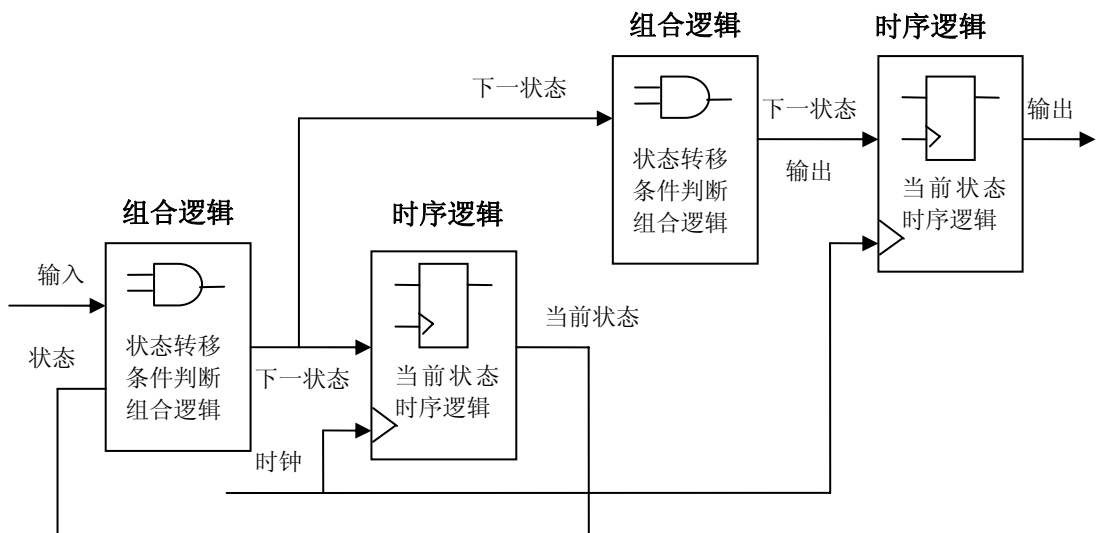 组合逻辑
时序逻辑
下一状态
状态转移
条件判断
组合逻辑
下一状态
输出
当前状态
时序逻辑
输出
组合逻辑
时序逻辑
输入
状态
状态转移
条件判断
组合逻辑
下一状态
当前状态
时序逻辑
当前状态
时钟